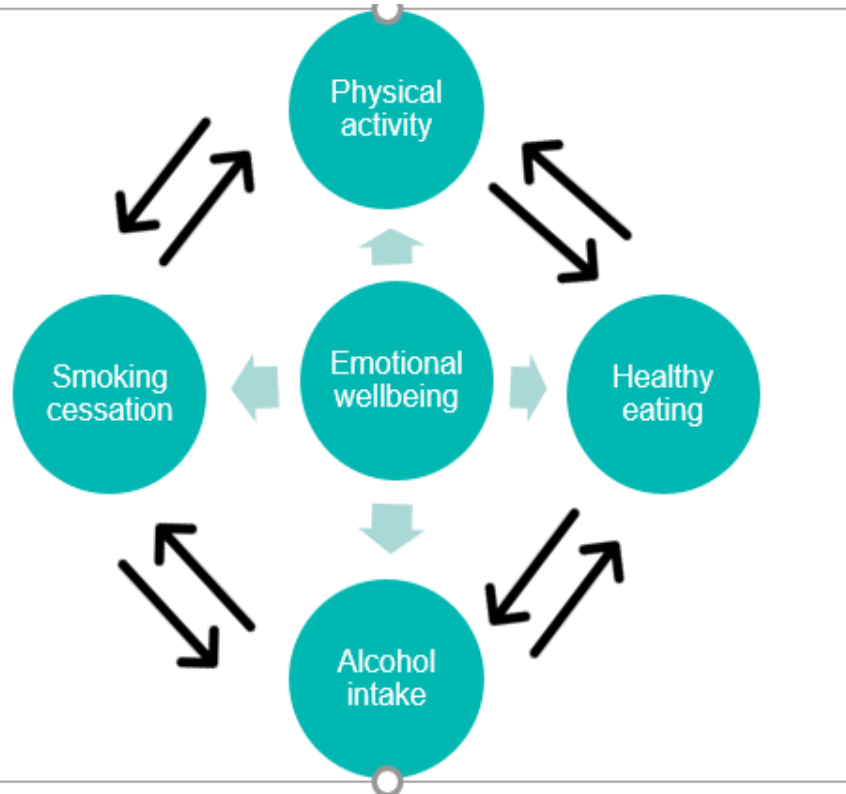 Physical
activity
Smoking
cessation
Emotional
wellbeing
Healthy
eating
Alcohol
intake